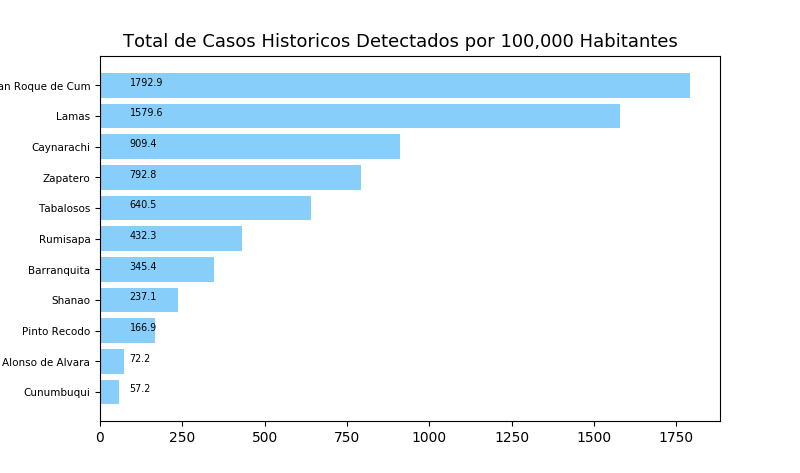 Total de Casos Historicos Detectados por 100,000 Habitantes
an Roque de Cum 1792.9
Lamas 1579.6
Caynarachi 909.4
Zapatero 792.8
Tabalosos 640.5
Rumisapa 432.3
Barranquita 345.4
Shanao 237.1
Pinto Recodo 166.9
Alonso de Alvara 72.2
Cunumbuqui 57.2
0 250 500 750 1000 1250 1500 1750